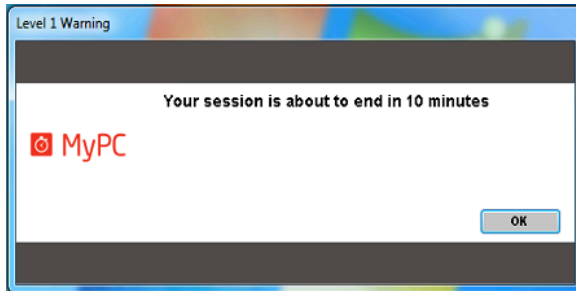 Level 1 Warning
Your session is about to end in 10 minutes
MyPC
OK